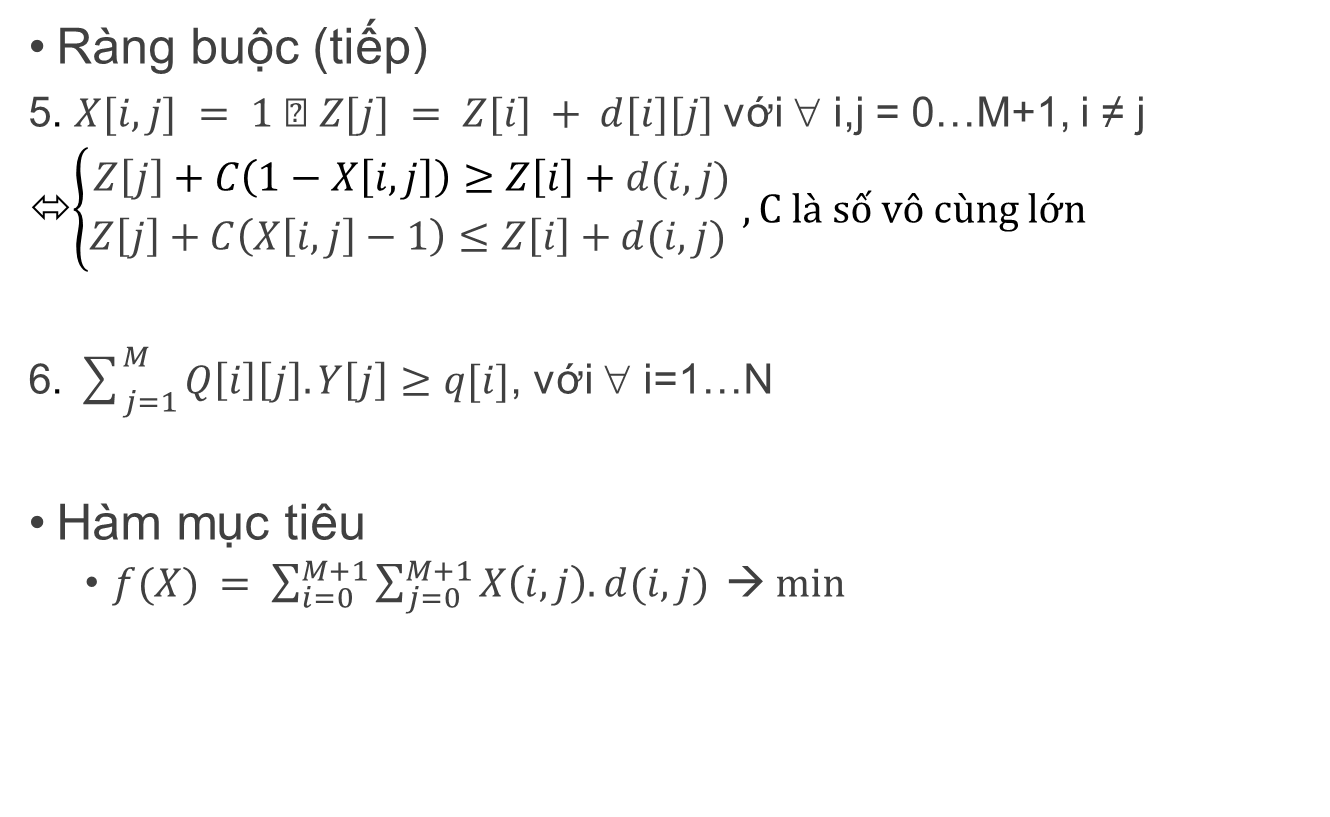 • Ràng buộc (tiếp)
5. X[i,j] = 1 ⍰ Z[j] = Z[i] + d[i][j] với ∀ i,j = 0…M+1, i ≠ j
⇔ { Z[j] + C(1 − X[i,j]) ≥ Z[i] + d(i,j)
Z[j] + C(X[i,j] − 1) ≤ Z[i] + d(i,j) , C là số vô cùng lớn
6. ∑_{j=1}^{M} Q[i][j].Y[j] ≥ q[i], với ∀ i=1…N
• Hàm mục tiêu
• f(X) = ∑_{i=0}^{M+1} ∑_{j=0}^{M+1} X(i,j).d(i,j) → min